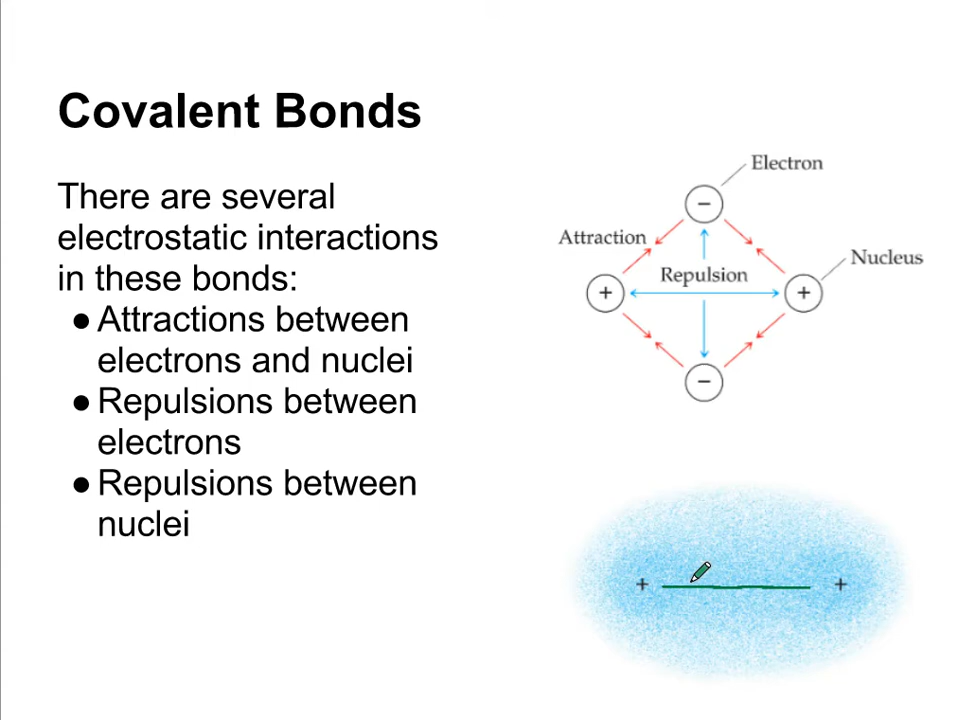 Covalent Bonds
There are several
electrostatic interactions
in these bonds:
●Attractions between
electrons and nuclei
●Repulsions between
electrons
●Repulsions between
nuclei
Electron
−
Attraction
Nucleus
Repulsion
+
+
−
+
+